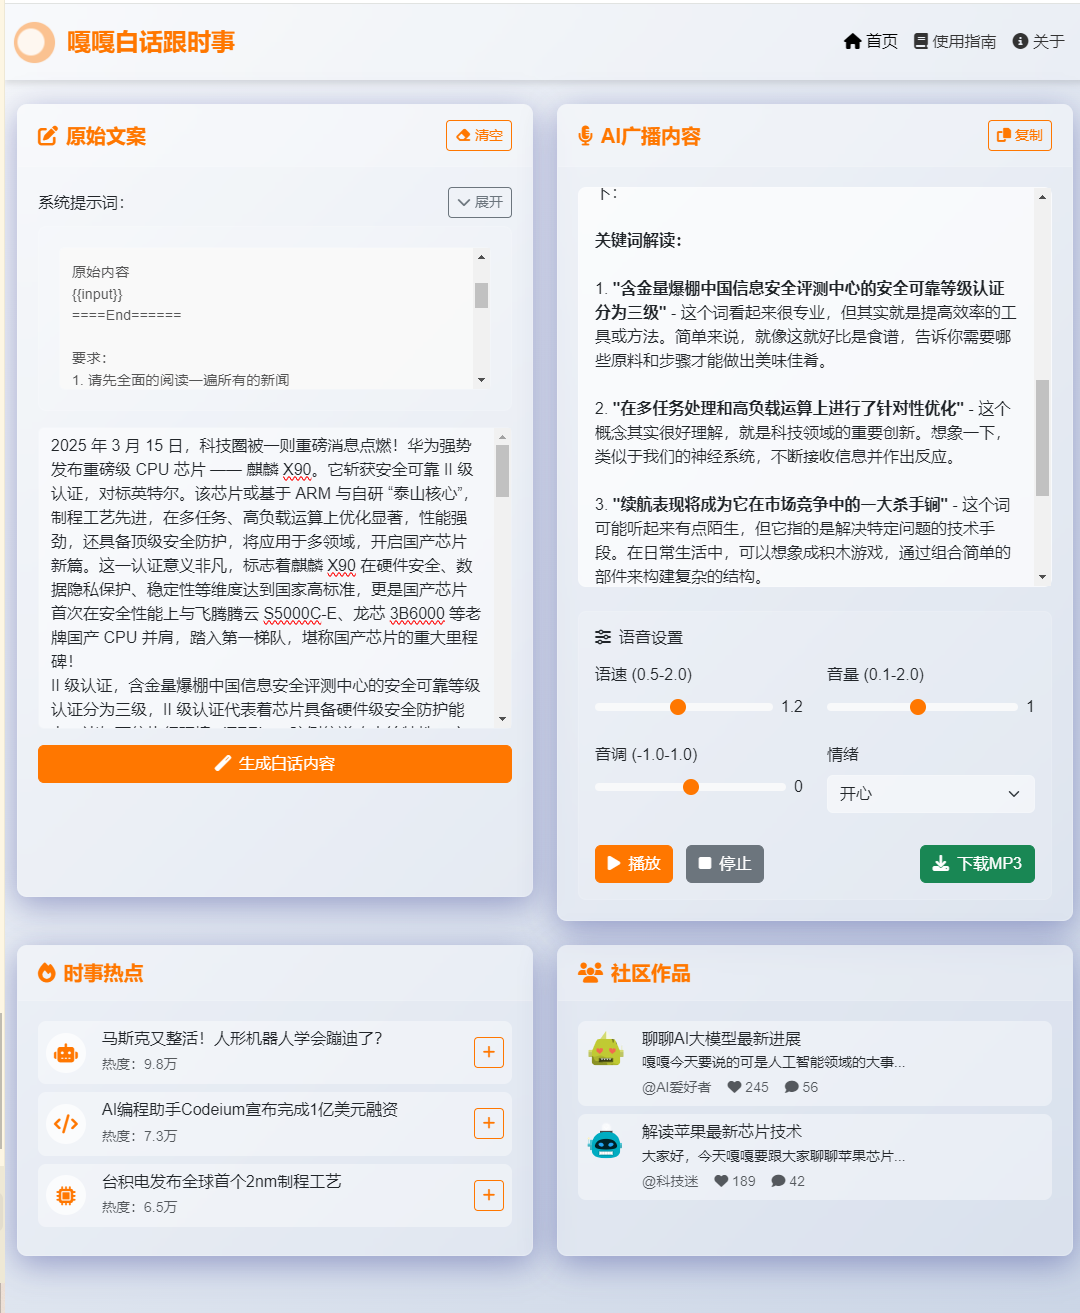 嘎嘎白话跟时事
首页 使用指南 关于
原始文案
清空
系统提示词：
展开
原始内容
{{input}}
====End======
要求：
1. 请先全面的阅读一遍所有的新闻
2025 年 3 月 15 日，科技圈被一则重磅消息点燃！华为强势
发布重磅级 CPU 芯片 —— 麒麟 X90。它斩获安全可靠 II 级
认证，对标英特尔。该芯片或基于 ARM 与自研 “泰山核心”，
制程工艺先进，在多任务、高负载运算上优化显著，性能强
劲，还具备顶级安全防护，将应用于多领域，开启国产芯片
新篇。这一认证意义非凡，标志着麒麟 X90 在硬件安全、数
据隐私保护、稳定性等维度达到国家高标准，更是国产芯片
首次在安全性能上与飞腾腾云 S5000C-E、龙芯 3B6000 等老
牌国产 CPU 并肩，踏入第一梯队，堪称国产芯片的重大里程
碑！
II 级认证，含金量爆棚中国信息安全评测中心的安全可靠等级
认证分为三级，II 级认证代表着芯片具备硬件级安全防护能
生成白话内容
AI广播内容
复制
下：
关键词解读：
1. "含金量爆棚中国信息安全评测中心的安全可靠等级认证
分为三级" - 这个词看起来很专业，但其实就是提高效率的工
具或方法。简单来说，就像这就好比是食谱，告诉你需要哪
些原料和步骤才能做出美味佳肴。
2. "在多任务处理和高负载运算上进行了针对性优化" - 这个
概念其实很好理解，就是科技领域的重要创新。想象一下，
类似于我们的神经系统，不断接收信息并作出反应。
3. "续航表现将成为它在市场竞争中的一大杀手锏" - 这个词
可能听起来有点陌生，但它指的是解决特定问题的技术手
段。在日常生活中，可以想象成积木游戏，通过组合简单的
部件来构建复杂的结构。
语音设置
语速 (0.5-2.0)
1.2
音量 (0.1-2.0)
1
音调 (-1.0-1.0)
0
情绪
开心
播放
停止
下载MP3
时事热点
马斯克又整活！人形机器人学会蹦迪了？
热度：9.8万
AI编程助手Codeium宣布完成1亿美元融资
热度：7.3万
台积电发布全球首个2nm制程工艺
热度：6.5万
社区作品
聊聊AI大模型最新进展
嘎嘎今天要说的可是人工智能领域的大事...
@AI爱好者 245 56
解读苹果最新芯片技术
大家好，今天嘎嘎要跟大家聊聊苹果芯片...
@科技迷 189 42